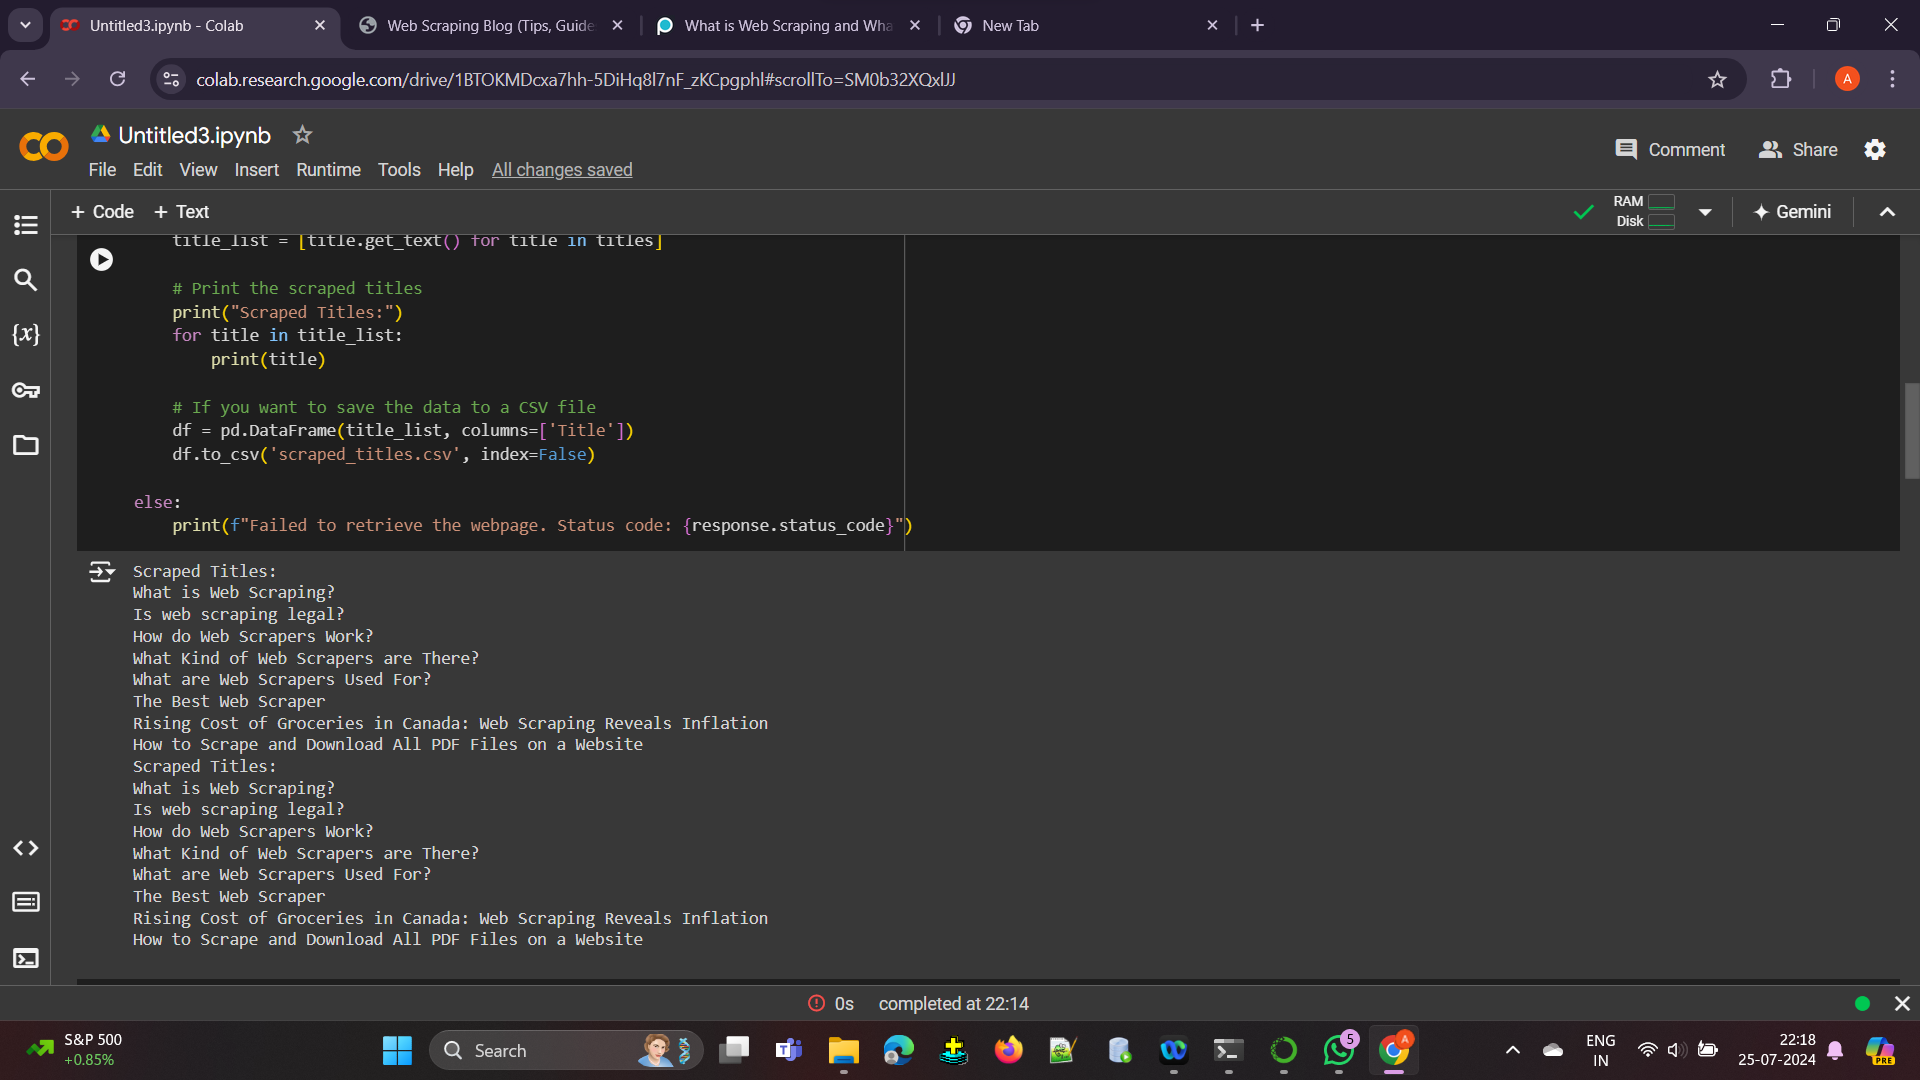 Untitled3.ipynb - Colab
Web Scraping Blog (Tips, Guide
What is Web Scraping and Wha
New Tab
colab.research.google.com/drive/1BTOKMDcxa7hh-5DiHq8l7nF_zKCpgphl#scrollTo=SM0b32XQxlJJ
A
CO
Untitled3.ipynb
Comment
Share
File Edit View Insert Runtime Tools Help All changes saved
+ Code + Text
RAM
Disk
Gemini
title_list = [title.get_text() for title in titles]
# Print the scraped titles
print("Scraped Titles:")
for title in title_list:
print(title)
# If you want to save the data to a CSV file
df = pd.DataFrame(title_list, columns=['Title'])
df.to_csv('scraped_titles.csv', index=False)
else:
print(f"Failed to retrieve the webpage. Status code: {response.status_code}")
Scraped Titles:
What is Web Scraping?
Is web scraping legal?
How do Web Scrapers Work?
What Kind of Web Scrapers are There?
What are Web Scrapers Used For?
The Best Web Scraper
Rising Cost of Groceries in Canada: Web Scraping Reveals Inflation
How to Scrape and Download All PDF Files on a Website
Scraped Titles:
What is Web Scraping?
Is web scraping legal?
How do Web Scrapers Work?
What Kind of Web Scrapers are There?
What are Web Scrapers Used For?
The Best Web Scraper
Rising Cost of Groceries in Canada: Web Scraping Reveals Inflation
How to Scrape and Download All PDF Files on a Website
0s completed at 22:14
S&P 500
+0.85%
Search
5
A
ENG
IN
22:18
25-07-2024
PRE